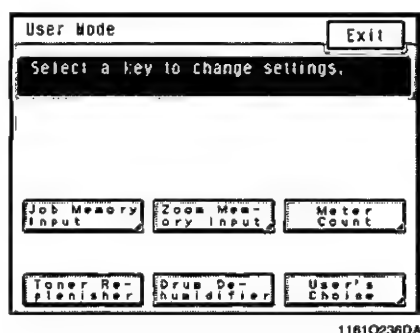 User Mode
Exit
Select a key to change settings.
Job Memory Input
Zoom Mem-
ory Input
Meter
Count
Toner Re-
plenisher
Drum De-
humidifier
User's
Choice
1161O236DA